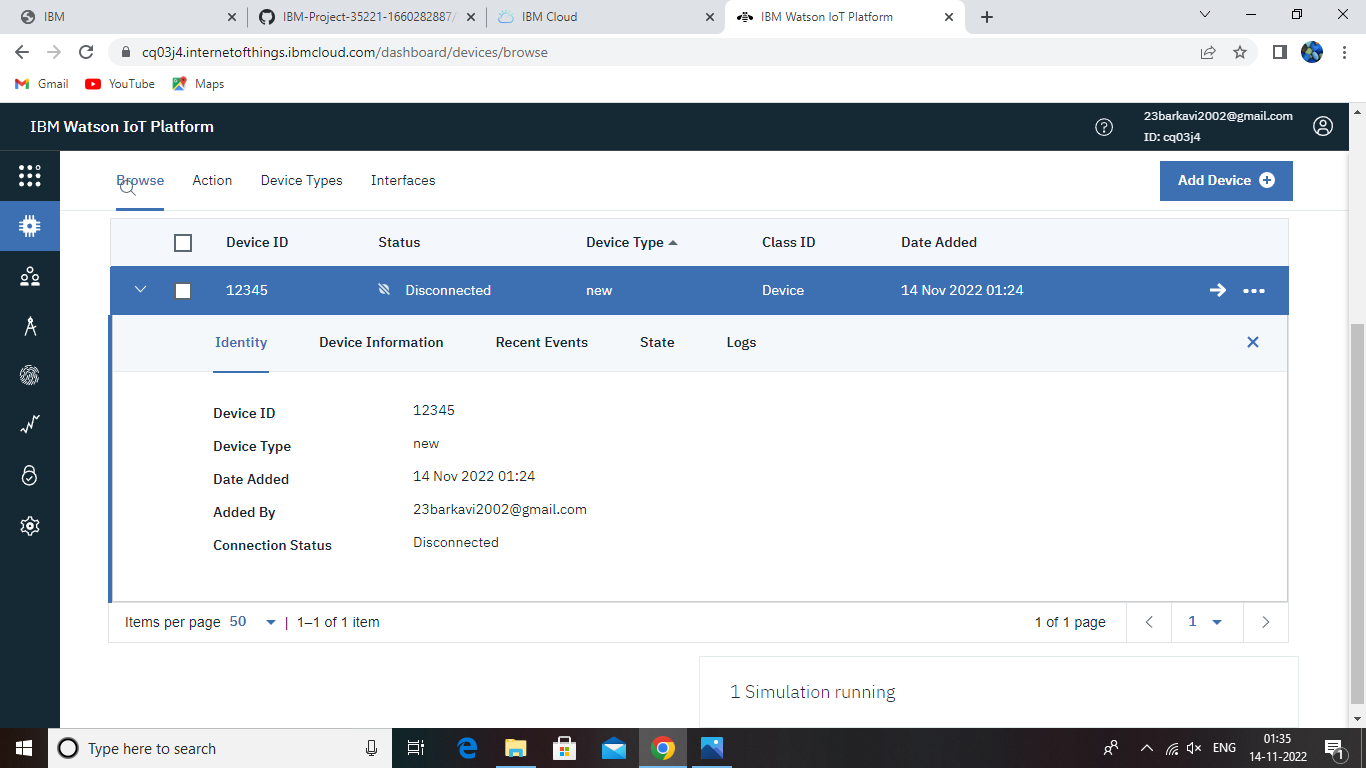 IBM
IBM-Project-35221-1660282887/
IBM Cloud
IBM Watson IoT Platform
cq03j4.internetofthings.ibmcloud.com/dashboard/devices/browse
Gmail
YouTube
Maps
IBM Watson IoT Platform
23barkavi2002@gmail.com
ID: cq03j4
Browse
Action
Device Types
Interfaces
Add Device
Device ID
Status
Device Type
Class ID
Date Added
12345
Disconnected
new
Device
14 Nov 2022 01:24
Identity
Device Information
Recent Events
State
Logs
Device ID
12345
Device Type
new
Date Added
14 Nov 2022 01:24
Added By
23barkavi2002@gmail.com
Connection Status
Disconnected
Items per page 50 | 1–1 of 1 item
1 of 1 page
1
1 Simulation running
Type here to search
ENG
01:35
14-11-2022
1